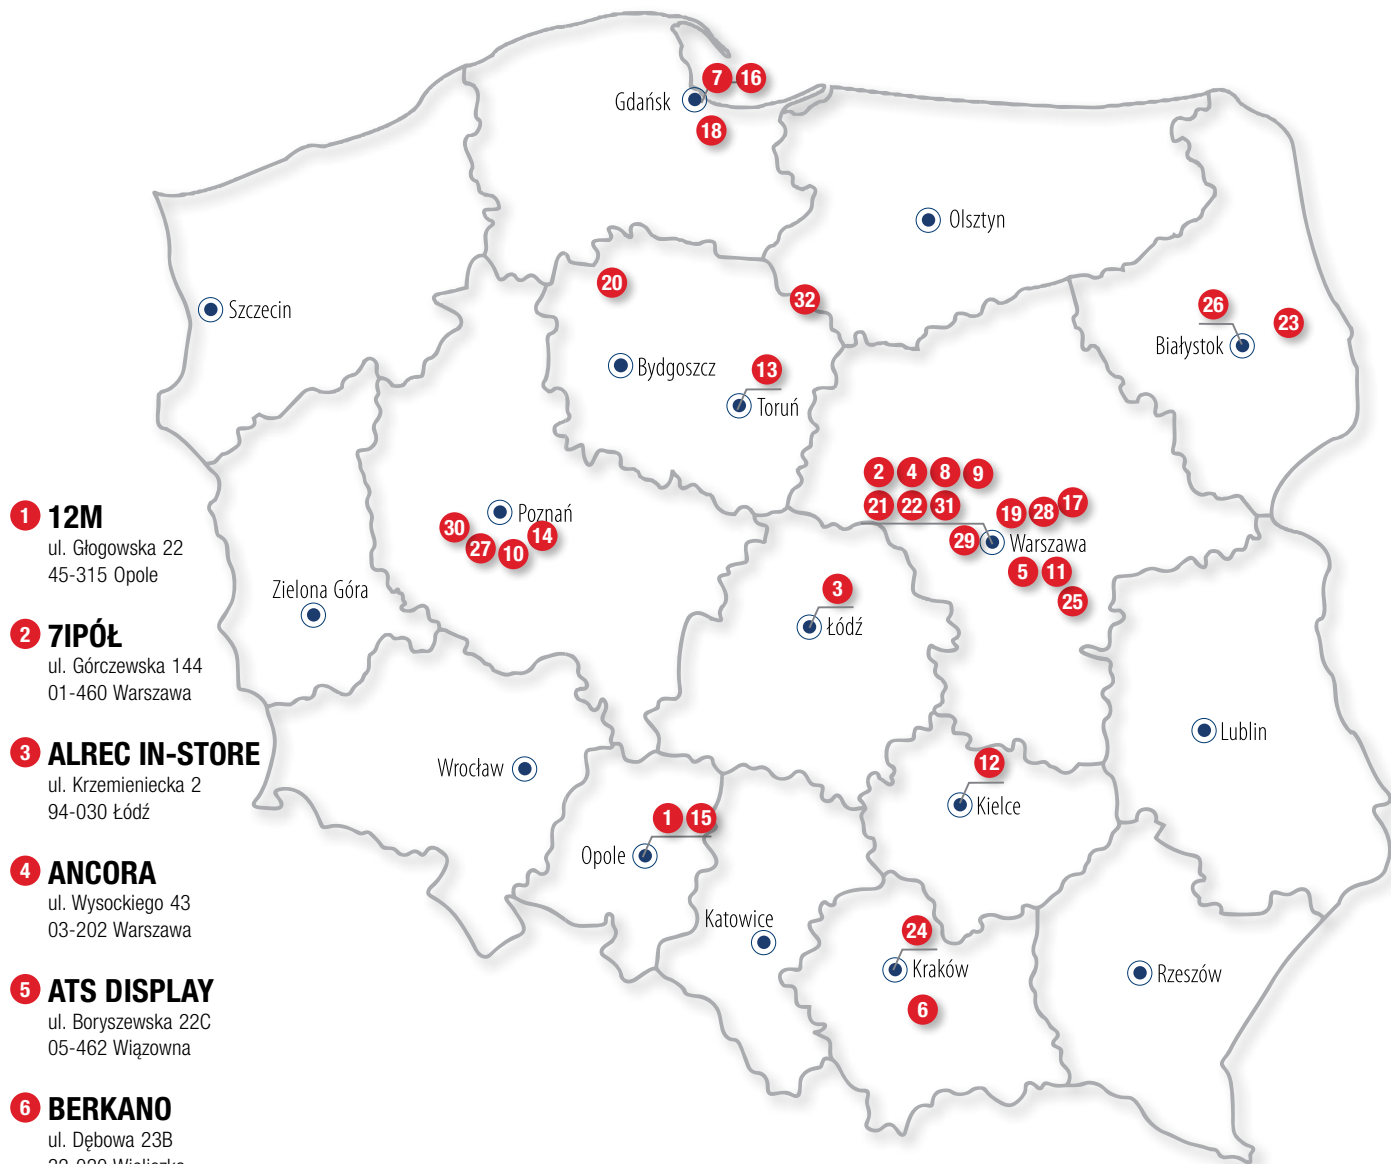 7 16
Gdańsk
18
Olsztyn
20
32
Szczecin
26
23
Białystok
Bydgoszcz
13
Toruń
2 4 8 9
21 22 31
19 28 17
29
Warszawa
5 11
25
Poznań
30
27 10 14
Zielona Góra
3
Łódź
Lublin
Wrocław
12
Kielce
1 15
Opole
Katowice
24
Kraków
6
Rzeszów
1 12M
ul. Głogowska 22
45-315 Opole
2 7IPÓŁ
ul. Górczewska 144
01-460 Warszawa
3 ALREC IN-STORE
ul. Krzemieniecka 2
94-030 Łódź
4 ANCORA
ul. Wysockiego 43
03-202 Warszawa
5 ATS DISPLAY
ul. Boryszewska 22C
05-462 Wiązowna
6 BERKANO
ul. Dębowa 23B